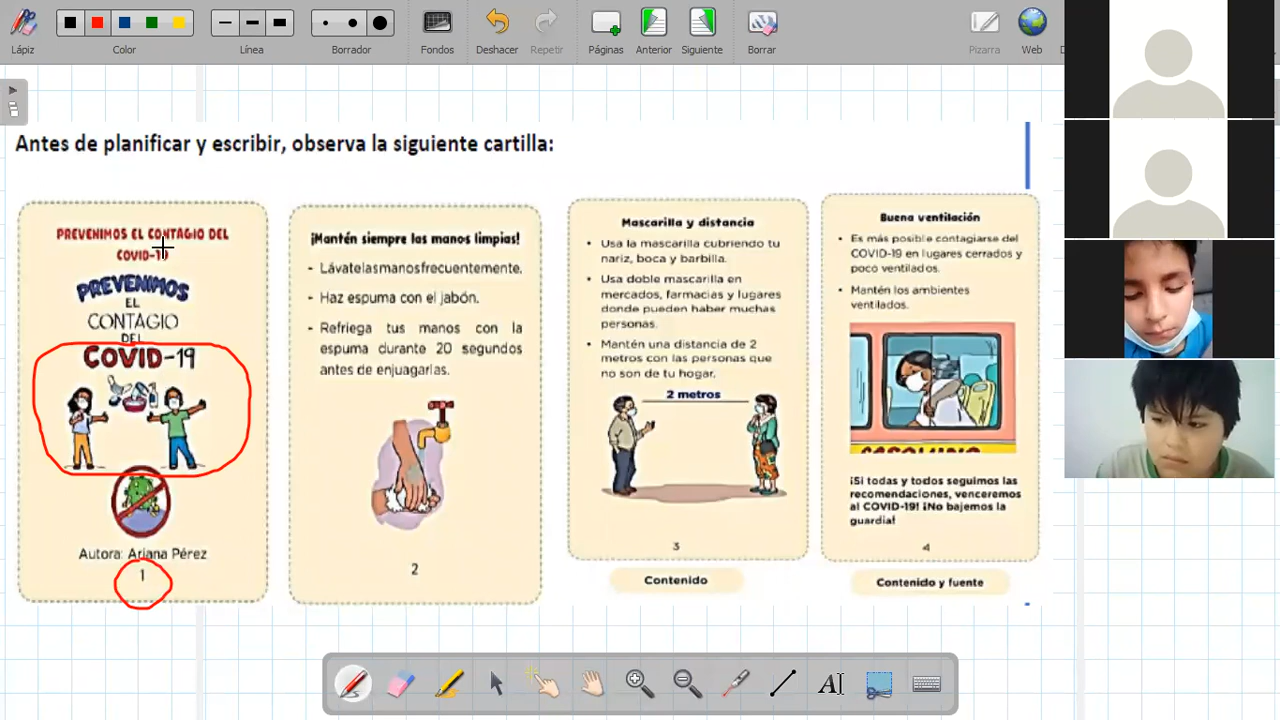 Lápiz
Color
Línea
Borrador
Fondos
Deshacer
Repetir
Páginas
Anterior
Siguiente
Borrar
Pizarra
Web
Antes de planificar y escribir, observa la siguiente cartilla:
PREVENIMOS EL CONTAGIO DEL
COVID-19
PREVENIMOS
EL
CONTAGIO
DEL
COVID-19
Autora: Ariana Pérez
1
¡Mantén siempre las manos limpias!
- Lávatelasmanosfrecuentemente.
- Haz espuma con el jabón.
- Refriega tus manos con la
espuma durante 20 segundos
antes de enjuagarlas.
2
Mascarilla y distancia
• Usa la mascarilla cubriendo tu
nariz, boca y barbilla.
• Usa doble mascarilla en
mercados, farmacias y lugares
donde pueden haber muchas
personas.
• Mantén una distancia de 2
metros con las personas que
no son de tu hogar.
2 metros
3
Contenido
Buena ventilación
• Es más posible contagiarse del
COVID-19 en lugares cerrados y
poco ventilados.
• Mantén los ambientes
ventilados.
¡Si todas y todos seguimos las
recomendaciones, venceremos
al COVID-19! ¡No bajemos la
guardia!
4
Contenido y fuente
AI